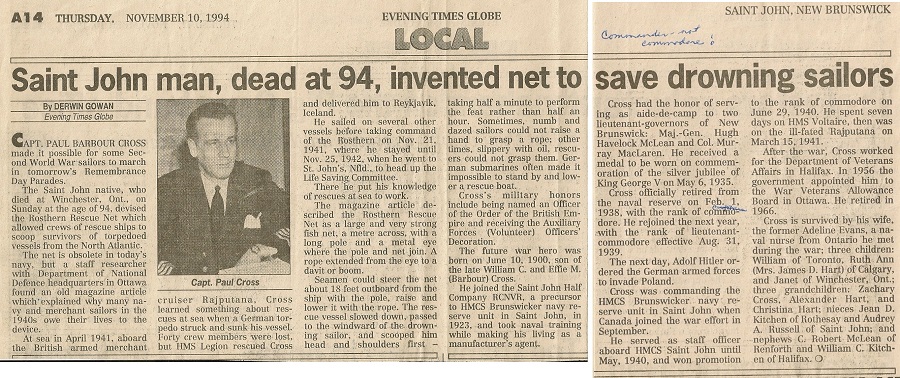 A14 THURSDAY, NOVEMBER 10, 1994
EVENING TIMES GLOBE
SAINT JOHN, NEW BRUNSWICK
LOCAL
Commander - not
commodore!
Saint John man, dead at 94, invented net to save drowning sailors
By DERWIN GOWAN
Evening Times Globe
CAPT. PAUL BARBOUR CROSS
made it possible for some Sec-
ond World War sailors to march
in tomorrow's Remembrance
Day Parades.
The Saint John native, who
died at Winchester, Ont., on
Sunday at the age of 94, devised
the Rosthern Rescue Net which
allowed crews of rescue ships to
scoop survivors of torpedoed
vessels from the North Atlantic.
The net is obsolete in today's
navy, but a staff researcher
with Department of National
Defence headquarters in Ottawa
found an old magazine article
which explained why many na-
vy and merchant sailors in the
1940s owe their lives to the
device.
At sea in April 1941, aboard
the British armed merchant
Capt. Paul Cross
cruiser Rajputana, Cross
learned something about res-
cues at sea when a German tor-
pedo struck and sunk his vessel.
Forty crew members were lost,
but HMS Legion rescued Cross
and delivered him to Reykjavik,
Iceland.
He sailed on several other
vessels before taking command
of the Rosthern on Nov. 21,
1941, where he stayed until
Nov. 25, 1942, when he went to
St. John's, Nfld., to head up the
Life Saving Committee.
There he put his knowledge
of rescues at sea to work.
The magazine article de-
scribed the Rosthern Rescue
Net as a large and very strong
fish net, a metre across, with a
long pole and a metal eye
where the pole and net join. A
rope extended from the eye to a
davit or boom.
Seamen could steer the net
about 18 feet outboard from the
ship with the pole, raise and
lower it with the rope. The res-
cue vessel slowed down, passed
to the windward of the drown-
ing sailor, and scooped him
head and shoulders first –
taking half a minute to perform
the feat rather than half an
hour. Sometimes, numb and
dazed sailors could not raise a
hand to grasp a rope; other
times, slippery with oil, rescu-
ers could not grasp them. Ger-
man submarines often made it
impossible to stand by and low-
er a rescue boat.
Cross's military honors
include being named an Officer
of the Order of the British Em-
pire and receiving the Auxiliary
Forces (Volunteer) Officers'
Decoration.
The future war hero was
born on June 10, 1900, son of
the late William C. and Effie M.
(Barbour) Cross.
He joined the Saint John Half
Company RCNVR, a precursor
to HMCS Brunswicker navy re-
serve unit in Saint John, in
1923, and took naval training
while making his living as a
manufacturer's agent.
Cross had the honor of serv-
ing as aide-de-camp to two
lieutenant-governors of New
Brunswick: Maj.-Gen. Hugh
Havelock McLean and Col. Mur-
ray MacLaren. He received a
medal to be worn on commem-
oration of the silver jubilee of
King George V on May 6, 1935.
Cross officially retired from
the naval reserve on Feb. 1,
1938, with the rank of commo-
dore. He rejoined the next year,
with the rank of lieutenant-
commodore effective Aug. 31,
1939.
The next day, Adolf Hitler or-
dered the German armed forces
to invade Poland.
Cross was commanding the
HMCS Brunswicker navy re-
serve unit in Saint John when
Canada joined the war effort in
September.
He served as staff officer
aboard HMCS Saint John until
May, 1940, and won promotion
to the rank of commodore on
June 29, 1940. He spent seven
days on HMS Voltaire, then was
on the ill-fated Rajputana on
March 15, 1941.
After the war, Cross worked
for the Department of Veterans
Affairs in Halifax. In 1956 the
government appointed him to
the War Veterans Allowance
Board in Ottawa. He retired in
1966.
Cross is survived by his wife,
the former Adeline Evans, a na-
val nurse from Ontario he met
during the war; three children:
William of Toronto, Ruth Ann
(Mrs. James D. Hart) of Calgary,
and Janet of Winchester, Ont.;
three grandchildren: Zachary
Cross, Alexander Hart, and
Christina Hart; nieces Jean D.
Kitchen of Rothesay and Audrey
A. Russell of Saint John; and
nephews C. Robert McLean of
Renforth and William C. Kitch-
en of Halifax.